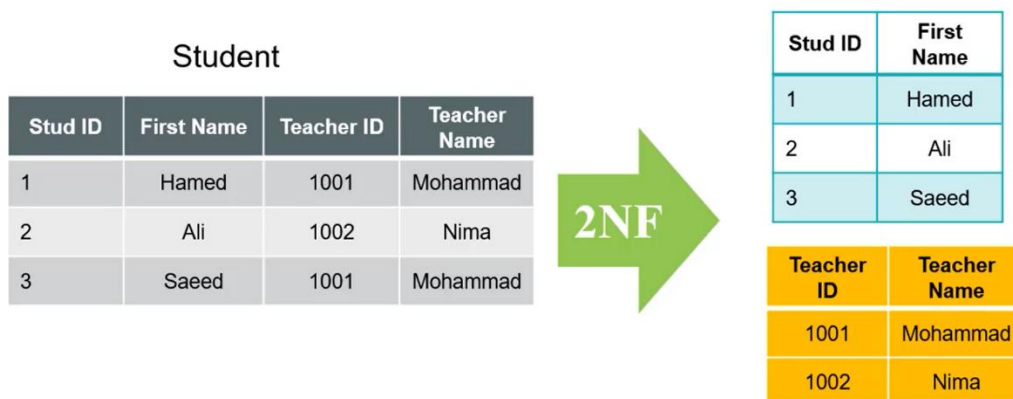 Student
Stud ID First Name Teacher ID Teacher Name
1 Hamed 1001 Mohammad
2 Ali 1002 Nima
3 Saeed 1001 Mohammad
2NF
Stud ID First Name
1 Hamed
2 Ali
3 Saeed
Teacher ID Teacher Name
1001 Mohammad
1002 Nima